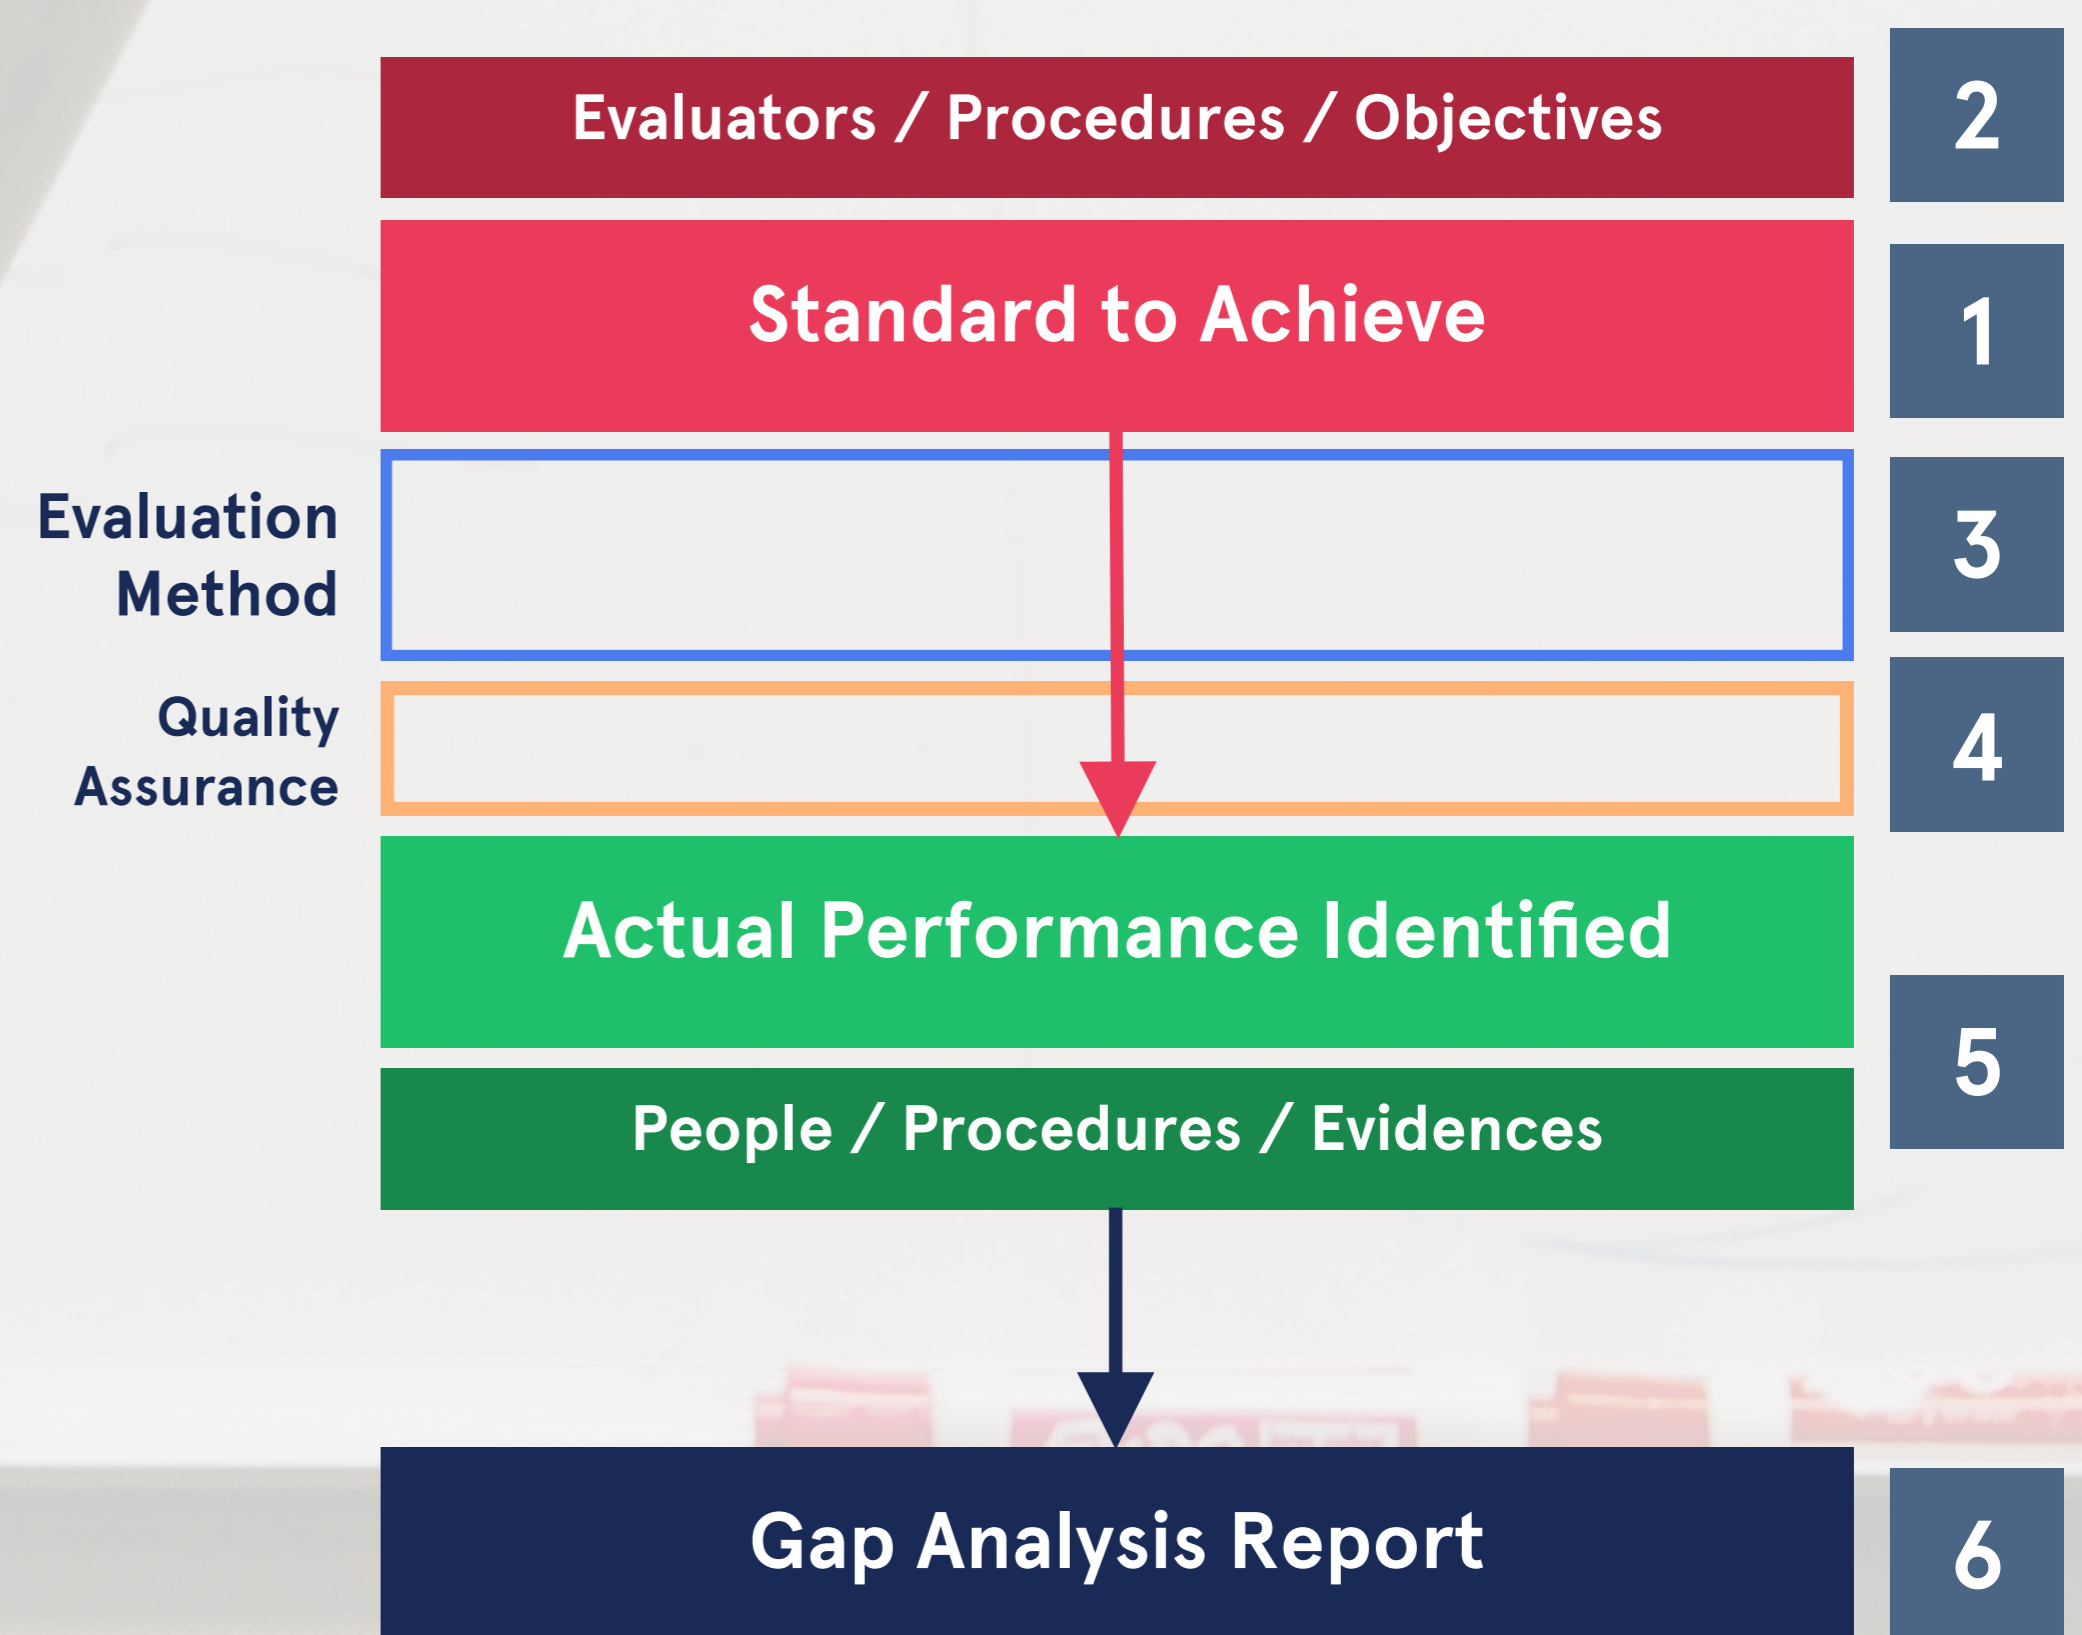 Evaluators / Procedures / Objectives
2
Standard to Achieve
1
Evaluation
Method
3
Quality
Assurance
4
Actual Performance Identified
5
People / Procedures / Evidences
Gap Analysis Report
6